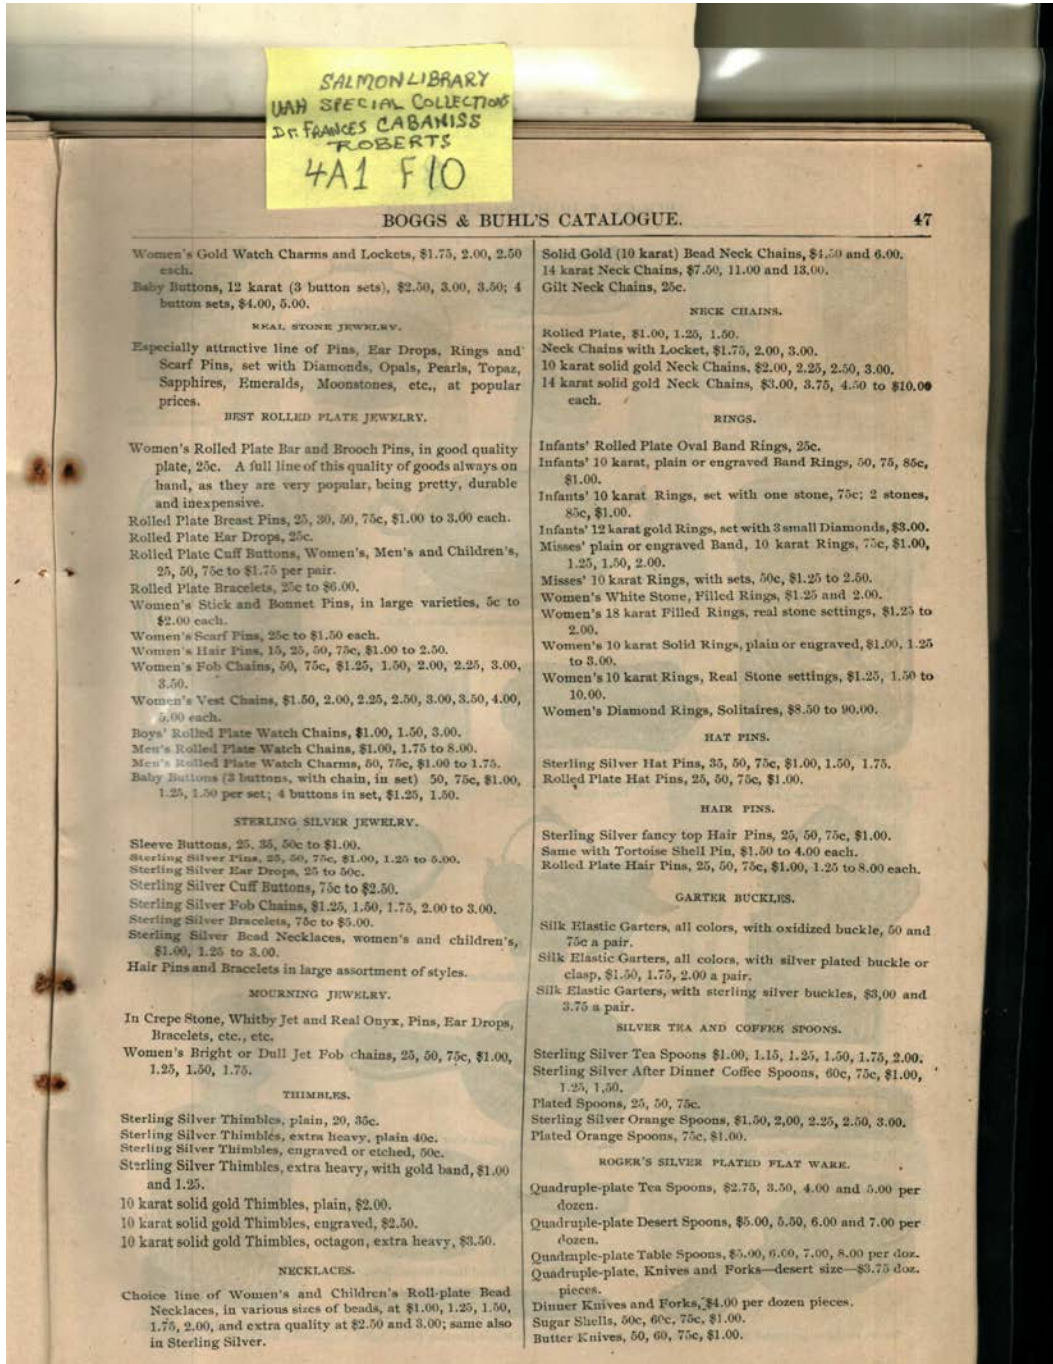 SALMON LIBRARY
UAH SPECIAL COLLECTIONS
Dr. FRANCES CABANISS
ROBERTS
4A1 F10
BOGGS & BUHL'S CATALOGUE.
47
Women's Gold Watch Charms and Lockets, $1.75, 2.00, 2.50
each.
Baby Buttons, 12 karat (3 button sets), $2.50, 3.00, 3.50; 4
button sets, $4.00, 5.00.
REAL STONE JEWELRY.
Especially attractive line of Pins, Ear Drops, Rings and
Scarf Pins, set with Diamonds, Opals, Pearls, Topaz,
Sapphires, Emeralds, Moonstones, etc., at popular
prices.
BEST ROLLED PLATE JEWELRY.
Women's Rolled Plate Bar and Brooch Pins, in good quality
plate, 25c. A full line of this quality of goods always on
hand, as they are very popular, being pretty, durable
and inexpensive.
Rolled Plate Breast Pins, 25, 30, 50, 75c, $1.00 to 3.00 each.
Rolled Plate Ear Drops, 25c.
Rolled Plate Cuff Buttons, Women's, Men's and Children's,
25, 50, 75c to $1.75 per pair.
Rolled Plate Bracelets, 25c to $6.00.
Women's Stick and Bonnet Pins, in large varieties, 5c to
$2.00 each.
Women's Scarf Pins, 25c to $1.50 each.
Women's Hair Pins, 15, 25, 50, 75c, $1.00 to 2.50.
Women's Fob Chains, 50, 75c, $1.25, 1.50, 2.00, 2.25, 3.00,
3.50.
Women's Vest Chains, $1.50, 2.00, 2.25, 2.50, 3.00, 3.50, 4.00,
5.00 each.
Boys' Rolled Plate Watch Chains, $1.00, 1.50, 3.00.
Men's Rolled Plate Watch Chains, $1.00, 1.75 to 8.00.
Men's Rolled Plate Watch Charms, 50, 75c, $1.00 to 1.75.
Baby Buttons (3 buttons, with chain, in set) 50, 75c, $1.00,
1.25, 1.50 per set; 4 buttons in set, $1.25, 1.50.
STERLING SILVER JEWELRY.
Sleeve Buttons, 25, 35, 50c to $1.00.
Sterling Silver Pins, 25, 50, 75c, $1.00, 1.25 to 5.00.
Sterling Silver Ear Drops, 25 to 50c.
Sterling Silver Cuff Buttons, 75c to $2.50.
Sterling Silver Fob Chains, $1.25, 1.50, 1.75, 2.00 to 3.00.
Sterling Silver Bracelets, 75c to $5.00.
Sterling Silver Bead Necklaces, women's and children's,
$1.00, 1.25 to 3.00.
Hair Pins and Bracelets in large assortment of styles.
MOURNING JEWELRY.
In Crepe Stone, Whitby Jet and Real Onyx, Pins, Ear Drops,
Bracelets, etc., etc.
Women's Bright or Dull Jet Fob chains, 25, 50, 75c, $1.00,
1.25, 1.50, 1.75.
THIMBLES.
Sterling Silver Thimbles, plain, 20, 35c.
Sterling Silver Thimbles, extra heavy, plain 40c.
Sterling Silver Thimbles, engraved or etched, 50c.
Sterling Silver Thimbles, extra heavy, with gold band, $1.00
and 1.25.
10 karat solid gold Thimbles, plain, $2.00.
10 karat solid gold Thimbles, engraved, $2.50.
10 karat solid gold Thimbles, octagon, extra heavy, $3.50.
NECKLACES.
Choice line of Women's and Children's Roll-plate Bead
Necklaces, in various sizes of beads, at $1.00, 1.25, 1.50,
1.75, 2.00, and extra quality at $2.50 and 3.00; same also
in Sterling Silver.
Solid Gold (10 karat) Bead Neck Chains, $4.50 and 6.00.
14 karat Neck Chains, $7.50, 11.00 and 13.00.
Gilt Neck Chains, 25c.
NECK CHAINS.
Rolled Plate, $1.00, 1.25, 1.50.
Neck Chains with Locket, $1.75, 2.00, 3.00.
10 karat solid gold Neck Chains, $2.00, 2.25, 2.50, 3.00.
14 karat solid gold Neck Chains, $3.00, 3.75, 4.50 to $10.00
each.
RINGS.
Infants' Rolled Plate Oval Band Rings, 25c.
Infants' 10 karat, plain or engraved Band Rings, 50, 75, 85c,
$1.00.
Infants' 10 karat Rings, set with one stone, 75c; 2 stones,
85c, $1.00.
Infants' 12 karat gold Rings, set with 3 small Diamonds, $3.00.
Misses' plain or engraved Band, 10 karat Rings, 75c, $1.00,
1.25, 1.50, 2.00.
Misses' 10 karat Rings, with sets, 50c, $1.25 to 2.50.
Women's White Stone, Filled Rings, $1.25 and 2.00.
Women's 18 karat Filled Rings, real stone settings, $1.25 to
2.00.
Women's 10 karat Solid Rings, plain or engraved, $1.00, 1.25
to 3.00.
Women's 10 karat Rings, Real Stone settings, $1.25, 1.50 to
10.00.
Women's Diamond Rings, Solitaires, $8.50 to 90.00.
HAT PINS.
Sterling Silver Hat Pins, 35, 50, 75c, $1.00, 1.50, 1.75.
Rolled Plate Hat Pins, 25, 50, 75c, $1.00.
HAIR PINS.
Sterling Silver fancy top Hair Pins, 25, 50, 75c, $1.00.
Same with Tortoise Shell Pin, $1.50 to 4.00 each.
Rolled Plate Hair Pins, 25, 50, 75c, $1.00, 1.25 to 8.00 each.
GARTER BUCKLES.
Silk Elastic Garters, all colors, with oxidized buckle, 50 and
75c a pair.
Silk Elastic Garters, all colors, with silver plated buckle or
clasp, $1.50, 1.75, 2.00 a pair.
Silk Elastic Garters, with sterling silver buckles, $3,00 and
3.75 a pair.
SILVER TEA AND COFFEE SPOONS.
Sterling Silver Tea Spoons $1.00, 1.15, 1.25, 1.50, 1.75, 2.00.
Sterling Silver After Dinner Coffee Spoons, 60c, 75c, $1.00,
1.25, 1,50.
Plated Spoons, 25, 50, 75c.
Sterling Silver Orange Spoons, $1.50, 2,00, 2.25, 2.50, 3.00.
Plated Orange Spoons, 75c, $1.00.
ROGER'S SILVER PLATED FLAT WARE.
Quadruple-plate Tea Spoons, $2.75, 3.50, 4.00 and 5.00 per
dozen.
Quadruple-plate Desert Spoons, $5.00, 5.50, 6.00 and 7.00 per
dozen.
Quadruple-plate Table Spoons, $5.00, 6.00, 7.00, 8.00 per doz.
Quadruple-plate, Knives and Forks—desert size—$3.75 doz.
pieces.
Dinner Knives and Forks, $4.00 per dozen pieces.
Sugar Shells, 50c, 60c, 75c, $1.00.
Butter Knives, 50, 60, 75c, $1.00.